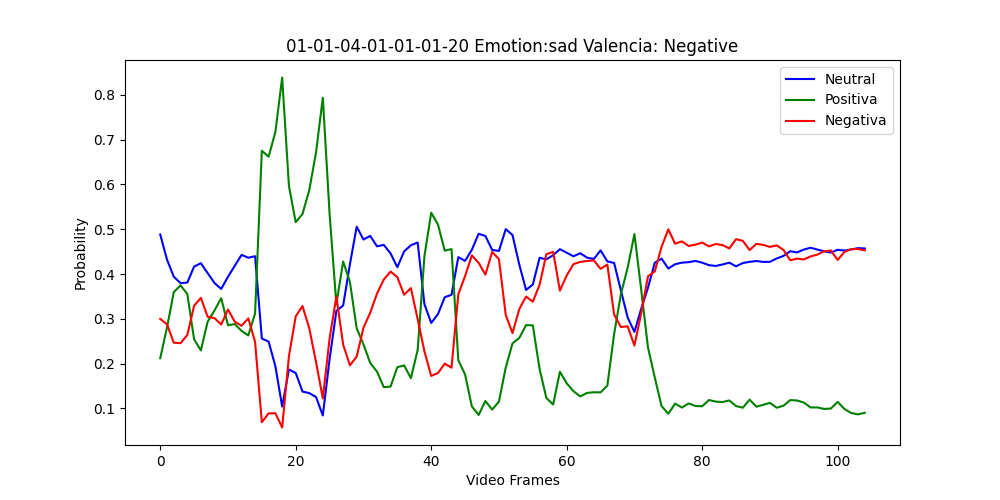 01-01-04-01-01-01-20 Emotion:sad Valencia: Negative
Neutral
Positiva
Negativa
Probability
0.8
0.7
0.6
0.5
0.4
0.3
0.2
0.1
0 20 40 60 80 100
Video Frames